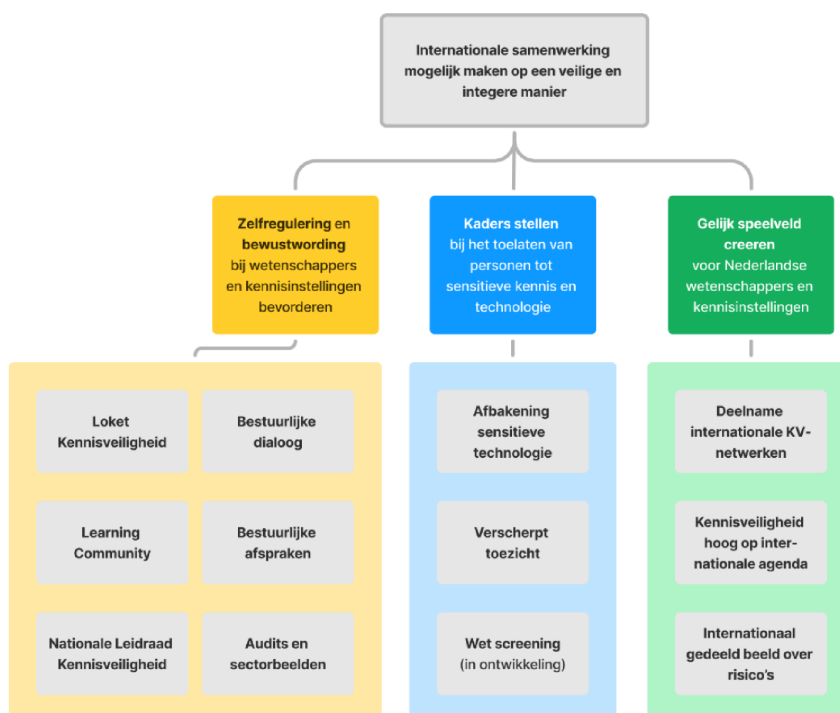 Internationale samenwerking
mogelijk maken op een veilige en
integere manier
Zelfregulering en
bewustwording
bij wetenschappers
en kennisinstellingen
bevorderen
Kaders stellen
bij het toelaten van
personen tot
sensitieve kennis en
technologie
Gelijk speelveld
creeren
voor Nederlandse
wetenschappers en
kennisinstellingen
Loket
Kennisveiligheid
Bestuurlijke
dialoog
Learning
Community
Bestuurlijke
afspraken
Nationale Leidraad
Kennisveiligheid
Audits en
sectorbeelden
Afbakening
sensitieve
technologie
Verscherpt
toezicht
Wet screening
(in ontwikkeling)
Deelname
internationale KV-
netwerken
Kennisveiligheid
hoog op inter-
nationale agenda
Internationaal
gedeeld beeld over
risico's